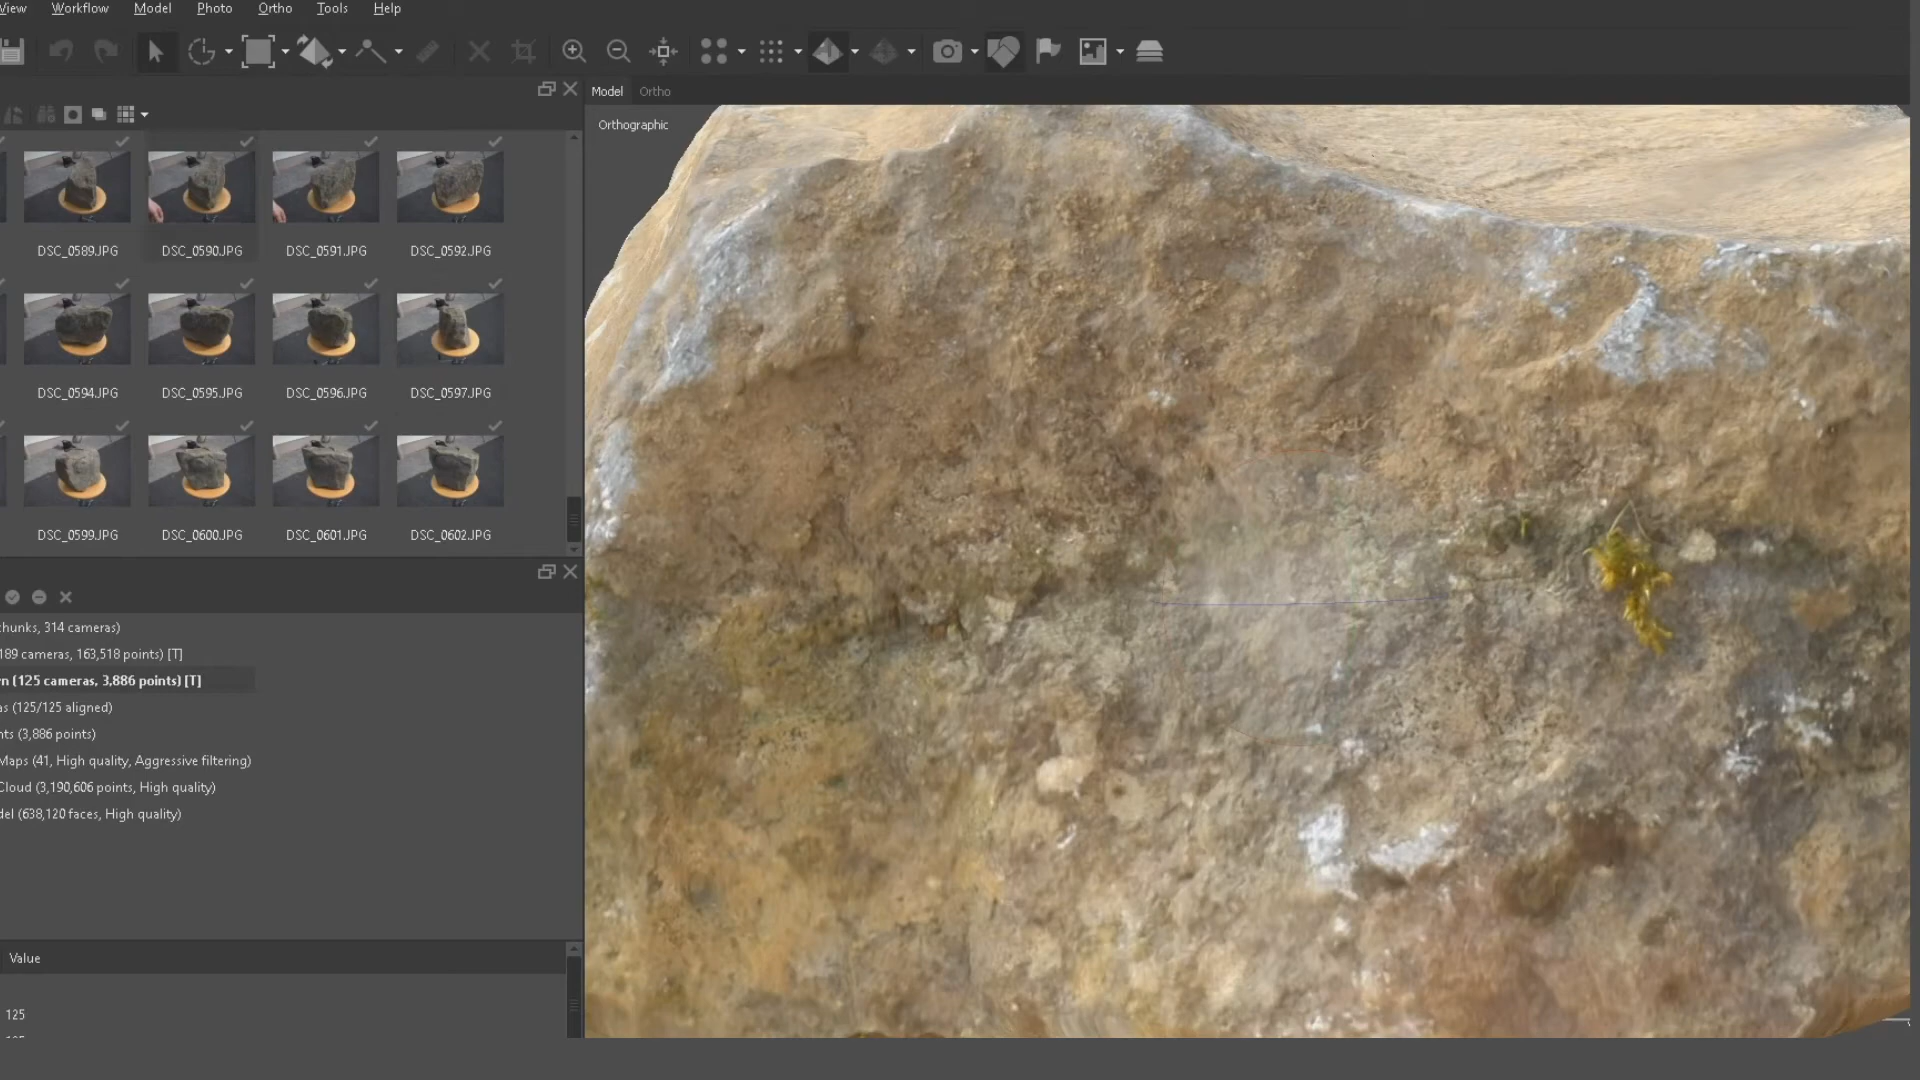 View Workflow Model Photo Ortho Tools Help
Model Ortho
Orthographic
DSC_0589.JPG DSC_0590.JPG DSC_0591.JPG DSC_0592.JPG
DSC_0594.JPG DSC_0595.JPG DSC_0596.JPG DSC_0597.JPG
DSC_0599.JPG DSC_0600.JPG DSC_0601.JPG DSC_0602.JPG
hunks, 314 cameras)
189 cameras, 163,518 points) [T]
n (125 cameras, 3,886 points) [T]
as (125/125 aligned)
nts (3,886 points)
Maps (41, High quality, Aggressive filtering)
Cloud (3,190,606 points, High quality)
del (638,120 faces, High quality)
Value
125